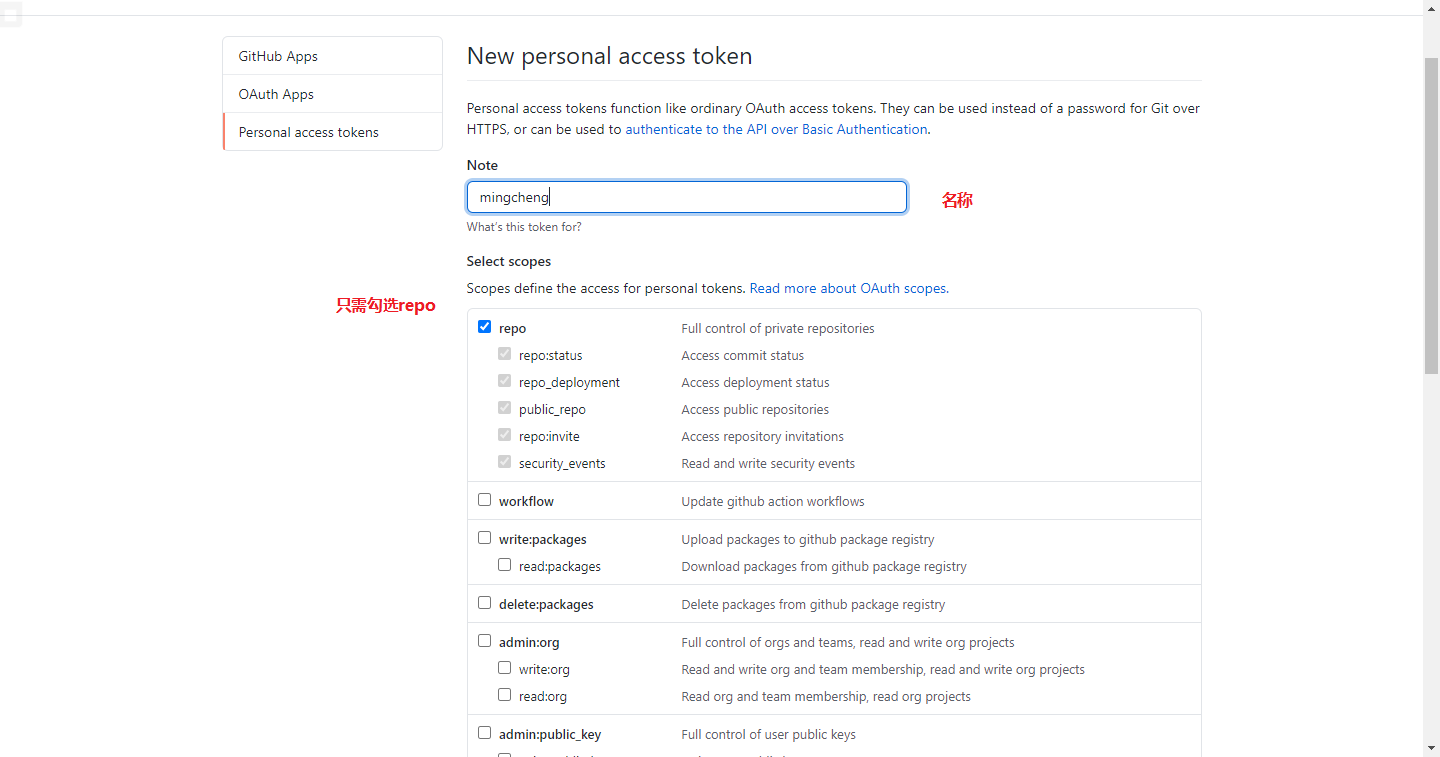 GitHub Apps
OAuth Apps
Personal access tokens
New personal access token
Personal access tokens function like ordinary OAuth access tokens. They can be used instead of a password for Git over
HTTPS, or can be used to authenticate to the API over Basic Authentication.
Note
mingcheng
名称
What's this token for?
Select scopes
Scopes define the access for personal tokens. Read more about OAuth scopes.
只需勾选repo
repo Full control of private repositories
repo:status Access commit status
repo_deployment Access deployment status
public_repo Access public repositories
repo:invite Access repository invitations
security_events Read and write security events
workflow Update github action workflows
write:packages Upload packages to github package registry
read:packages Download packages from github package registry
delete:packages Delete packages from github package registry
admin:org Full control of orgs and teams, read and write org projects
write:org Read and write org and team membership, read and write org projects
read:org Read org and team membership, read org projects
admin:public_key Full control of user public keys